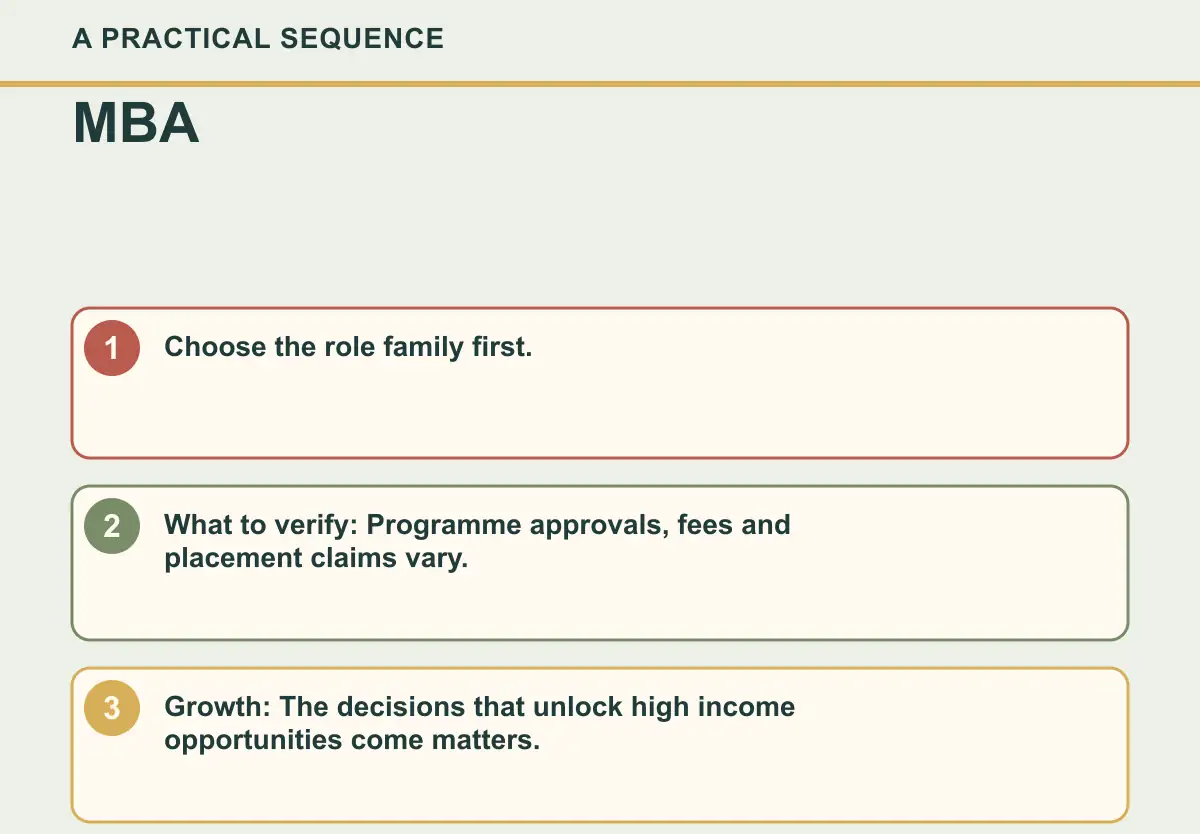 A PRACTICAL SEQUENCE
MBA
1
Choose the role family first.
2
What to verify: Programme approvals, fees and
placement claims vary.
3
Growth: The decisions that unlock high income
opportunities come matters.